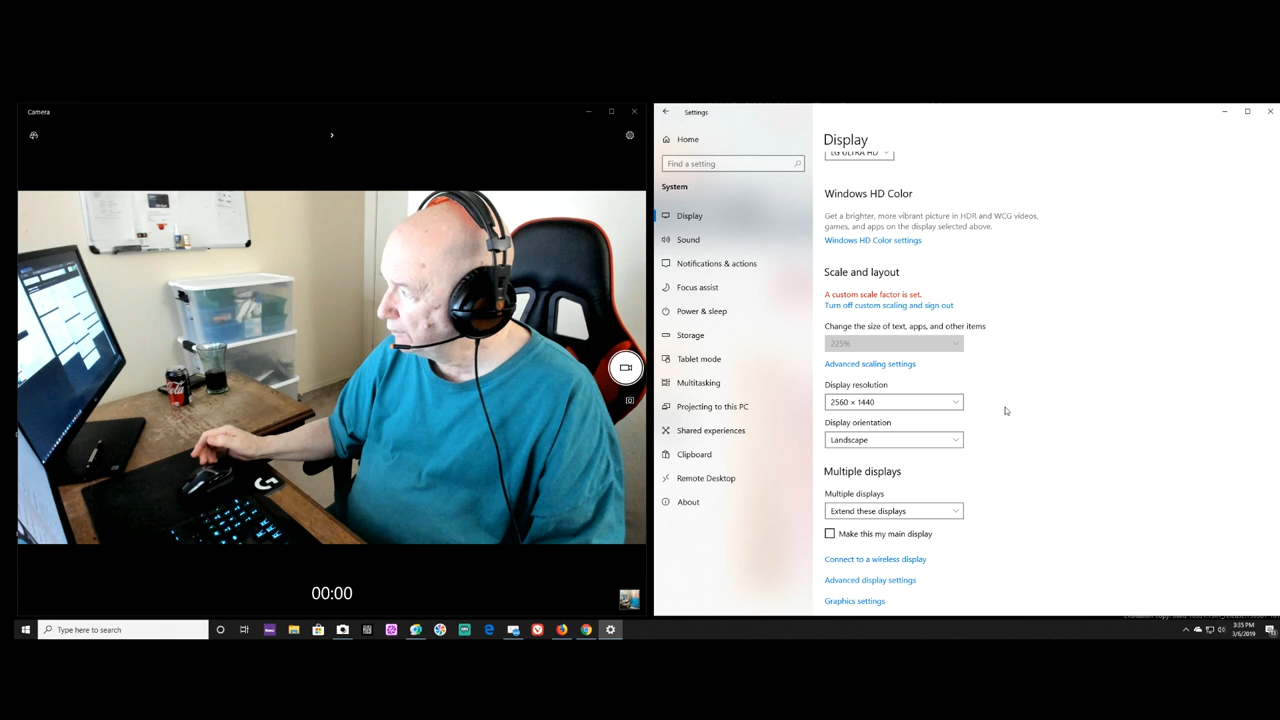 Camera
00:00
Settings
Home
Find a setting
System
Display
Sound
Notifications & actions
Focus assist
Power & sleep
Storage
Tablet mode
Multitasking
Projecting to this PC
Shared experiences
Clipboard
Remote Desktop
About
Display
LG ULTRA HD
Windows HD Color
Get a brighter, more vibrant picture in HDR and WCG videos,
games, and apps on the display selected above.
Windows HD Color settings
Scale and layout
A custom scale factor is set.
Turn off custom scaling and sign out
Change the size of text, apps, and other items
225%
Advanced scaling settings
Display resolution
2560 × 1440
Display orientation
Landscape
Multiple displays
Multiple displays
Extend these displays
Make this my main display
Connect to a wireless display
Advanced display settings
Graphics settings
Type here to search
3:35 PM
3/6/2019